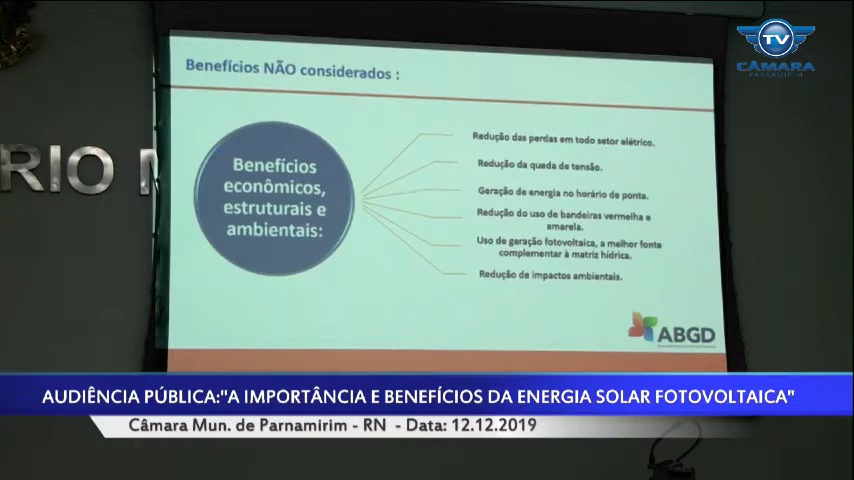 TV
CÂMARA
PARNAMIRIM
Benefícios NÃO considerados :
RIO M
Benefícios
econômicos,
estruturais e
ambientais:
Redução das perdas em todo setor elétrico.
Redução da queda de tensão.
Geração de energia no horário de ponta.
Redução do uso de bandeiras vermelha e
amarela.
Uso de geração fotovoltaica, a melhor fonte
complementar à matriz hídrica.
Redução de impactos ambientais.
ABGD
AUDIÊNCIA PÚBLICA:"A IMPORTÂNCIA E BENEFÍCIOS DA ENERGIA SOLAR FOTOVOLTAICA"
Câmara Mun. de Parnamirim - RN - Data: 12.12.2019